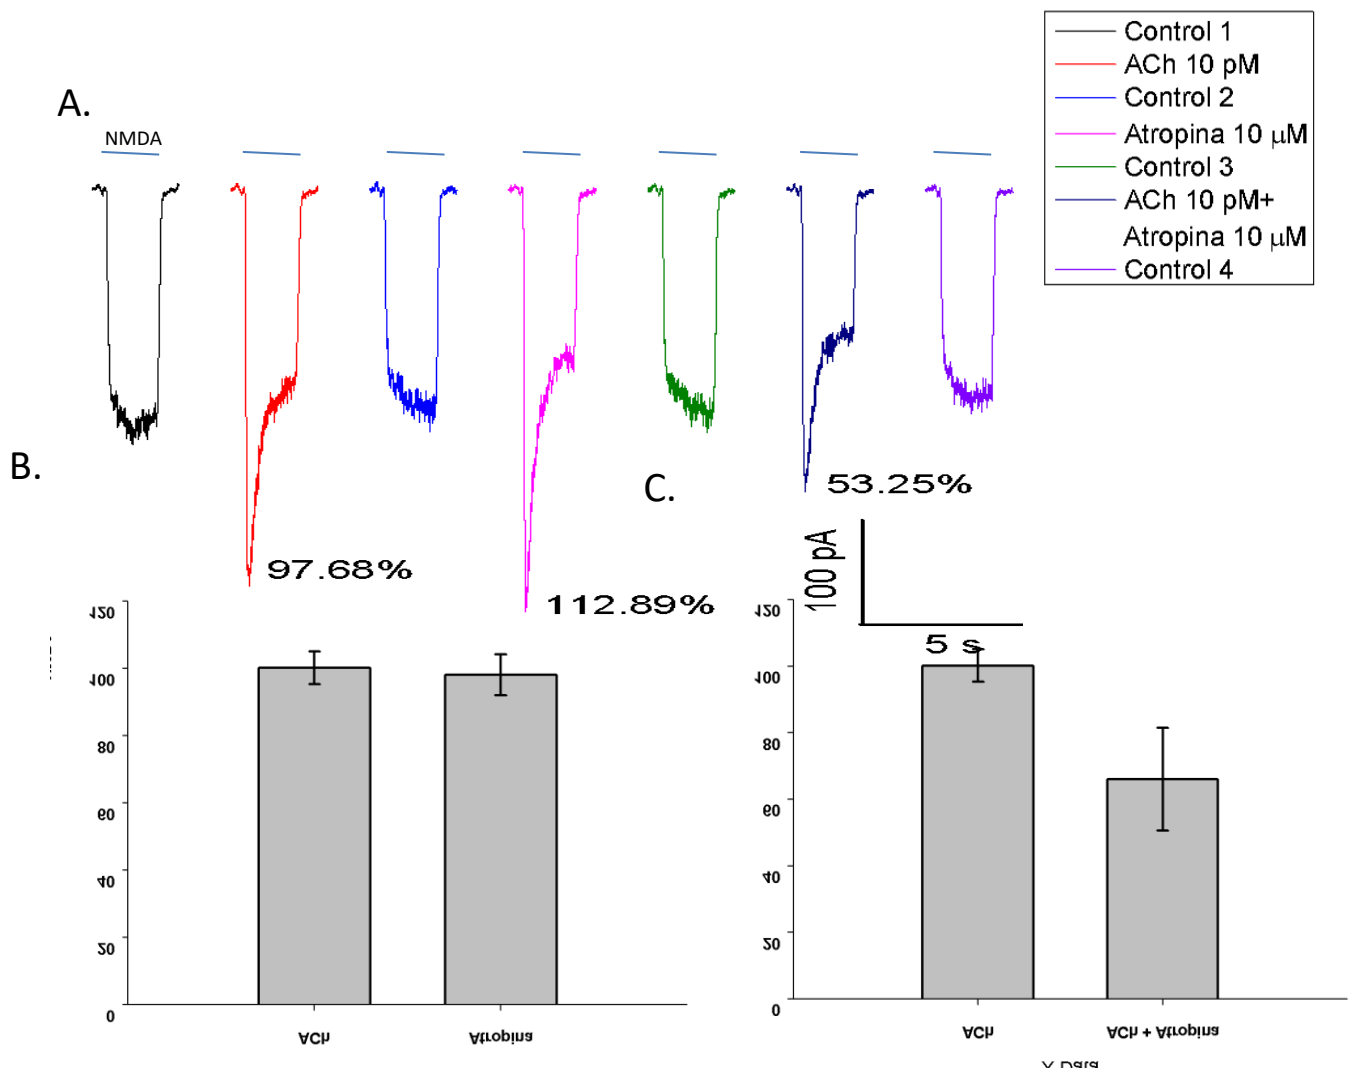 Control 1
ACh 10 pM
Control 2
Atropina 10 μM
Control 3
ACh 10 pM+
Atropina 10 μM
Control 4
A.
NMDA
B.
97.68%
112.89%
C.
53.25%
100 pA
5 s
120
100
80
60
40
20
0
ACh
Atropina
120
100
80
60
40
20
0
ACh
ACh + Atropina
X Data